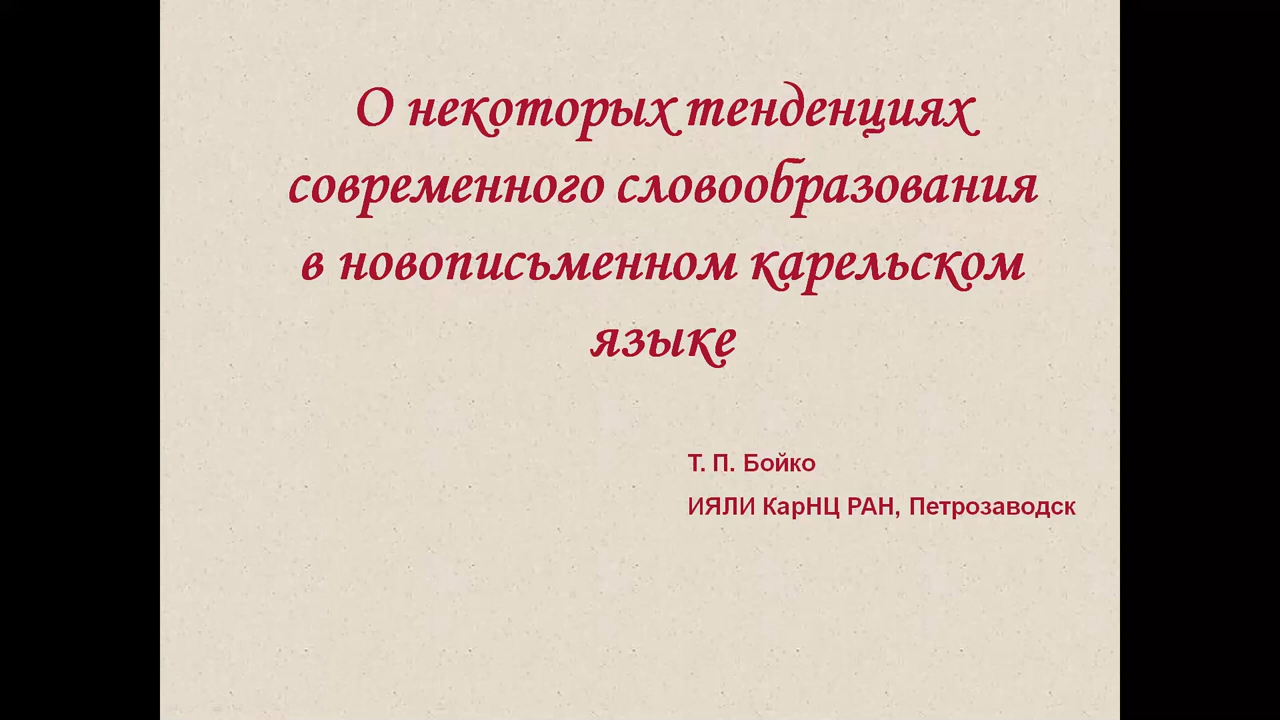 О некоторых тенденциях
современного словообразования
в новописьменном карельском
языке
Т. П. Бойко
ИЯЛИ КарНЦ РАН, Петрозаводск